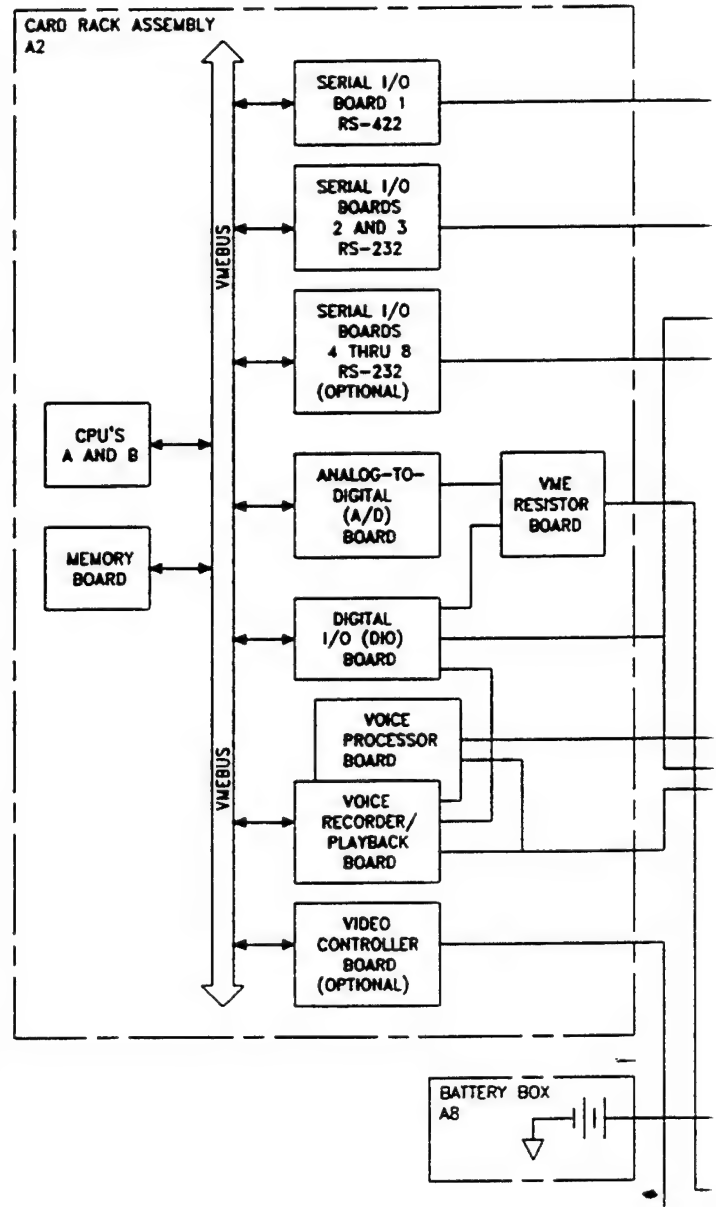 CARD RACK ASSEMBLY
A2
SERIAL I/O
BOARD 1
RS-422
SERIAL I/O
BOARDS
2 AND 3
RS-232
VMEBUS
SERIAL I/O
BOARDS
4 THRU 8
RS-232
(OPTIONAL)
CPU'S
A AND B
ANALOG-TO-
DIGITAL
(A/D)
BOARD
VME
RESISTOR
BOARD
MEMORY
BOARD
DIGITAL
I/O (DIO)
BOARD
VOICE
PROCESSOR
BOARD
VMEBUS
VOICE
RECORDER/
PLAYBACK
BOARD
VIDEO
CONTROLLER
BOARD
(OPTIONAL)
BATTERY BOX
A8